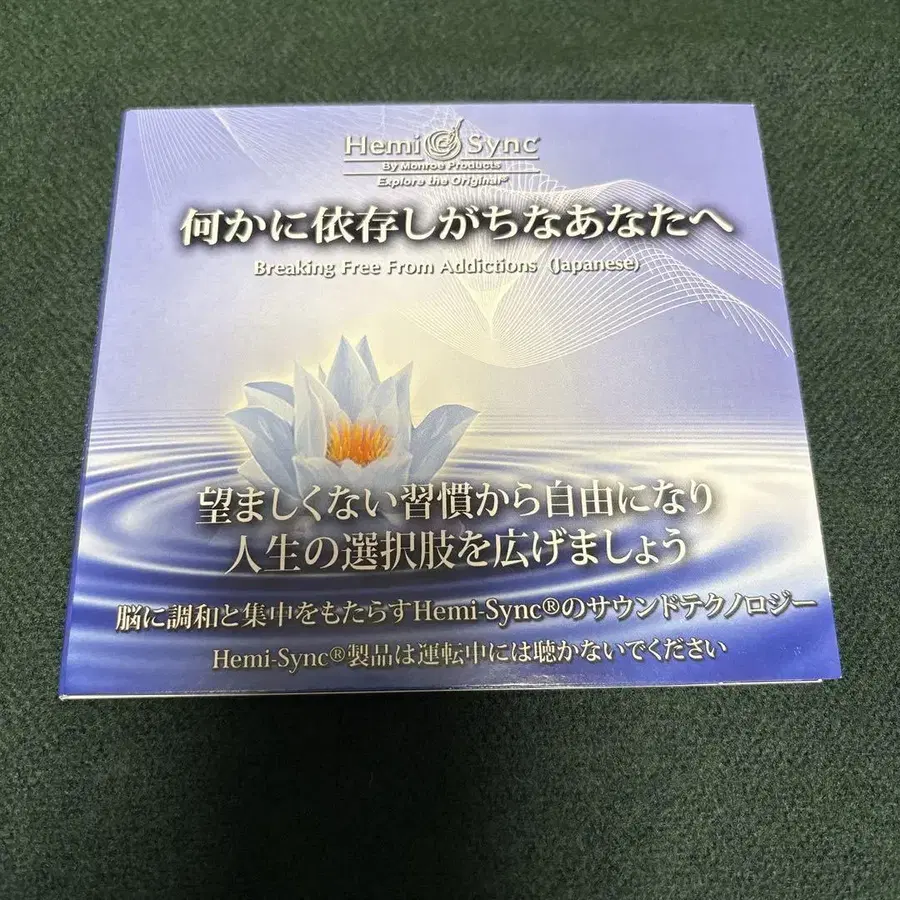 Hemi Sync
By Monroe Products
Explore the Original®
何かに依存しがちなあなたへ
Breaking Free From Addictions (Japanese)
望ましくない習慣から自由になり
人生の選択肢を広げましょう
脳に調和と集中をもたらすHemi-Sync®のサウンドテクノロジー
Hemi-Sync®製品は運転中には聴かないでください